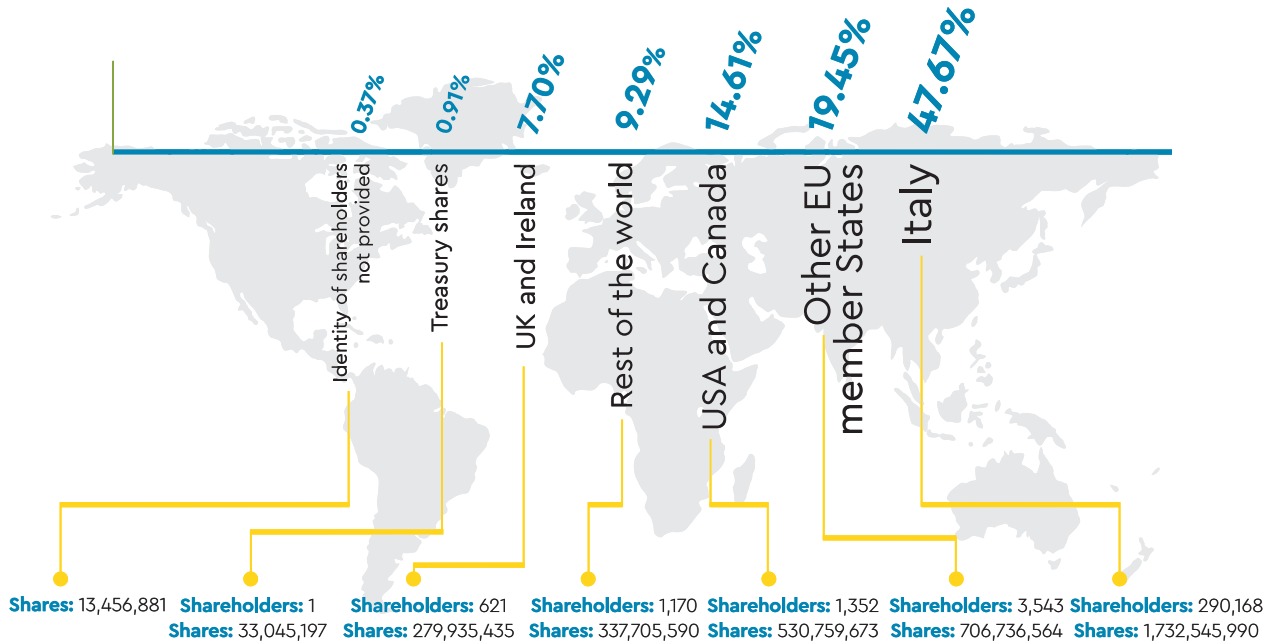 0.37%
0.91%
7.70%
9.29%
14.61%
19.45%
47.67%
Identity of shareholders
not provided
Treasury shares
UK and Ireland
Rest of the world
USA and Canada
Other EU
member States
Italy
Shares: 13,456,881
Shareholders: 1
Shares: 33,045,197
Shareholders: 621
Shares: 279,935,435
Shareholders: 1,170
Shares: 337,705,590
Shareholders: 1,352
Shares: 530,759,673
Shareholders: 3,543
Shares: 706,736,564
Shareholders: 290,168
Shares: 1,732,545,990